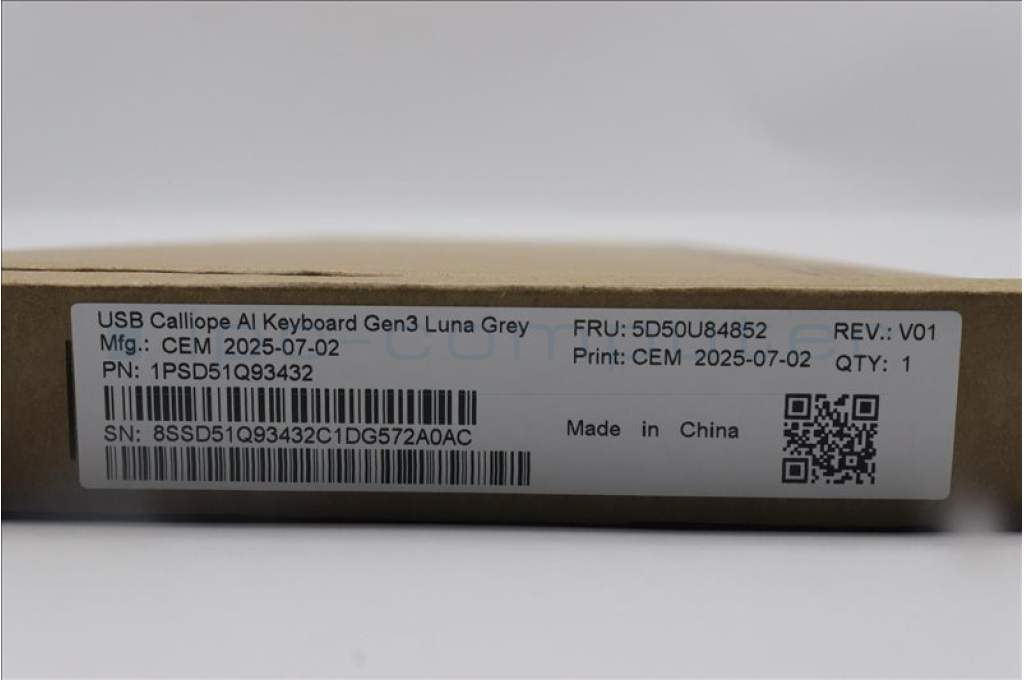 USB Calliope AI Keyboard Gen3 Luna Grey
FRU: 5D50U84852
REV.: V01
Mfg.: CEM 2025-07-02
Print: CEM 2025-07-02
QTY: 1
PN: 1PSD51Q93432
SN: 8SSD51Q93432C1DG572A0AC
Made in China